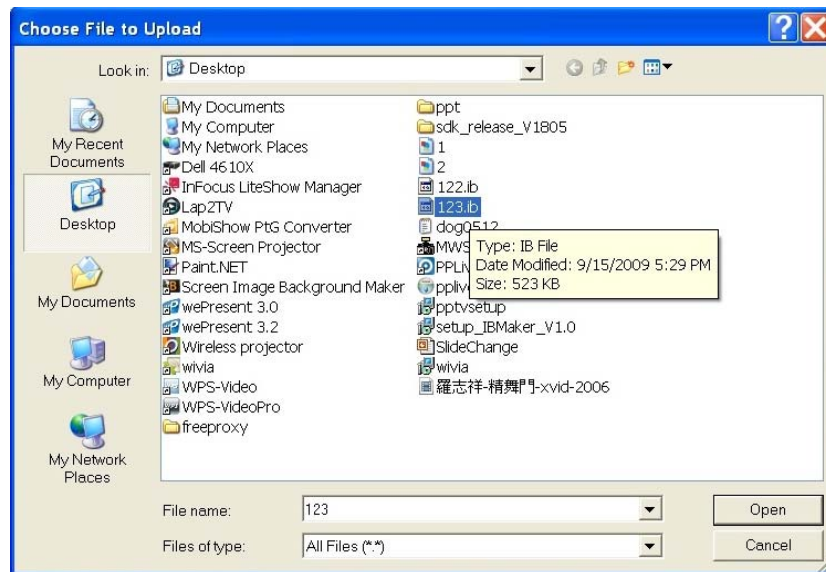 Choose File to Upload
Look in:
Desktop
My Recent
Documents
Desktop
My Documents
My Computer
My Network
Places
My Documents
My Computer
My Network Places
Dell 4610X
InFocus LiteShow Manager
Lap2TV
MobiShow PtG Converter
MS-Screen Projector
Paint.NET
Screen Image Background Maker
wePresent 3.0
wePresent 3.2
Wireless projector
wivia
WPS-Video
WPS-VideoPro
freeproxy
ppt
sdk_release_V1805
1
2
122.ib
123.ib
dog0512
MWS
PPLiv
pplive
pptvsetup
setup_IBMaker_V1.0
SlideChange
wivia
羅志祥-精舞門-xvid-2006
Type: IB File
Date Modified: 9/15/2009 5:29 PM
Size: 523 KB
File name:
123
Open
Files of type:
All Files (*.*)
Cancel